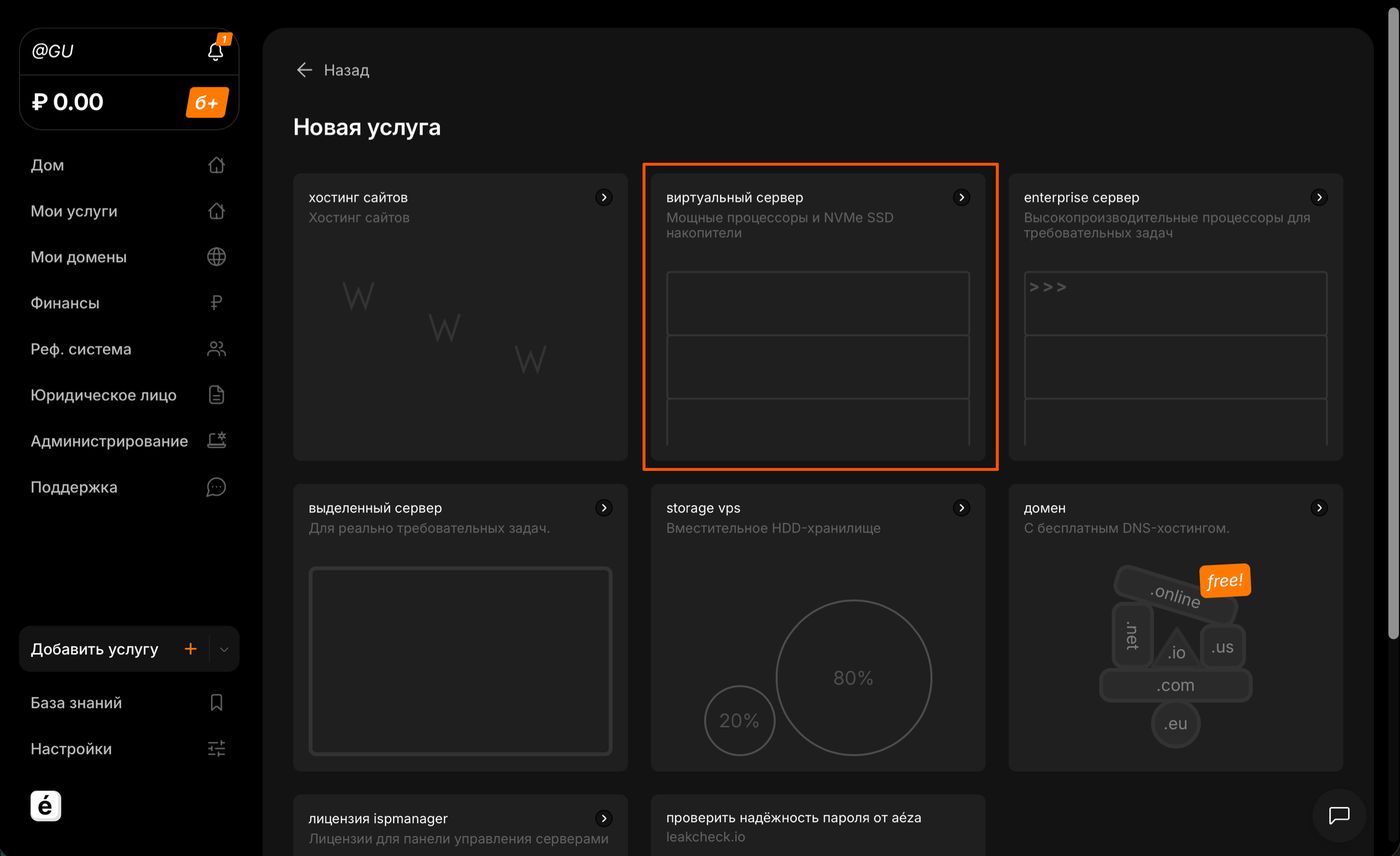 @GU
1
₽ 0.00
б+
Дом
Мои услуги
Мои домены
Финансы
Реф. система
Юридическое лицо
Администрирование
Поддержка
Добавить услугу
База знаний
Настройки
é
Назад
Новая услуга
хостинг сайтов
Хостинг сайтов
W
W
W
виртуальный сервер
Мощные процессоры и NVMe SSD
накопители
enterprise сервер
Высокопроизводительные процессоры для
требовательных задач
>>>
выделенный сервер
Для реально требовательных задач.
storage vps
Вместительное HDD-хранилище
80%
20%
домен
С бесплатным DNS-хостингом.
free!
.online
.net
.io
.us
.com
.eu
лицензия ispmanager
Лицензии для панели управления серверами
проверить надёжность пароля от aéza
leakcheck.io